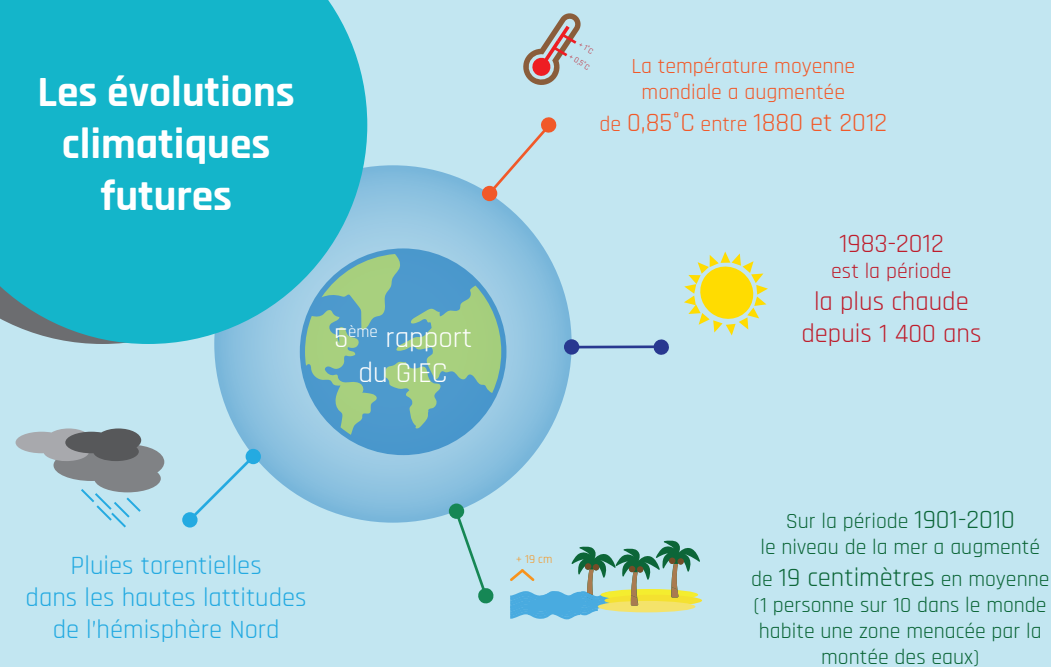 Les évolutions
climatiques
futures
+ 1°C
+ 0,5°C
La température moyenne
mondiale a augmentée
de 0,85°C entre 1880 et 2012
1983-2012
est la période
la plus chaude
depuis 1 400 ans
5ème rapport
du GIEC
Pluies torentielles
dans les hautes lattitudes
de l'hémisphère Nord
+ 19 cm
Sur la période 1901-2010
le niveau de la mer a augmenté
de 19 centimètres en moyenne
(1 personne sur 10 dans le monde
habite une zone menacée par la
montée des eaux)